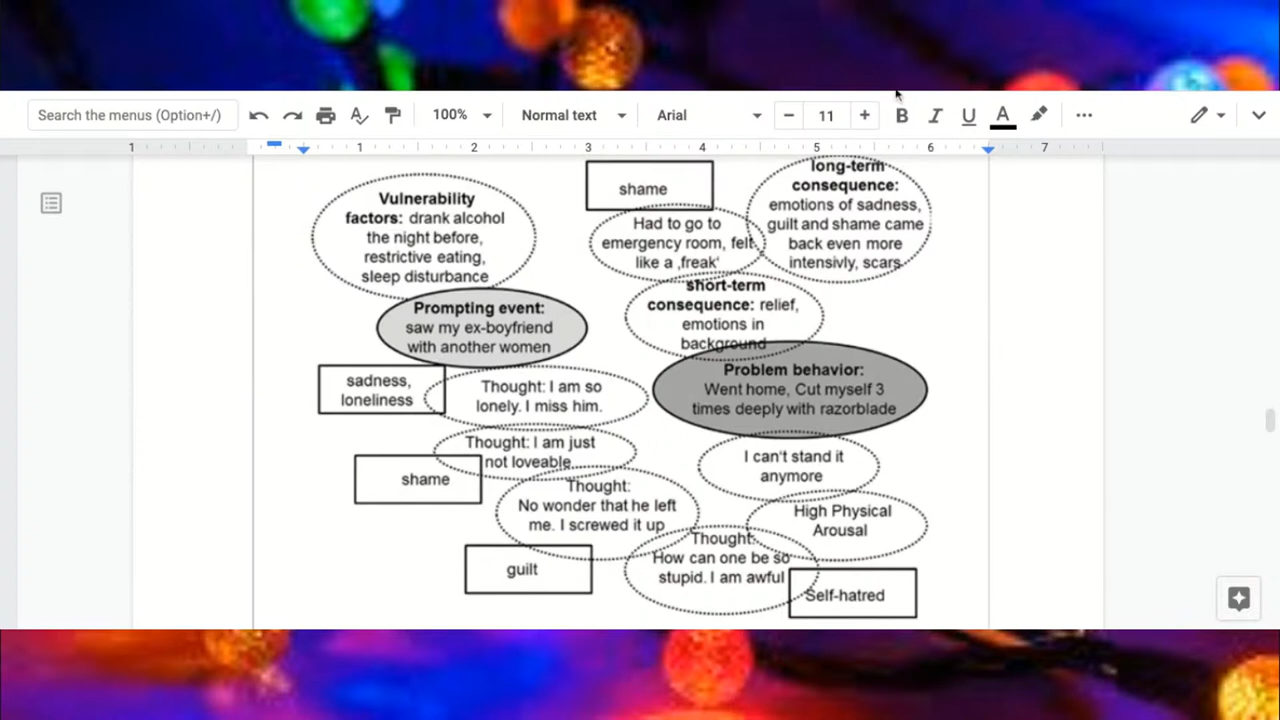 Search the menus (Option+/)
100%
Normal text
Arial
11
B
I
U
A
1
1
2
3
4
5
6
7
Vulnerability
factors: drank alcohol
the night before,
restrictive eating,
sleep disturbance
Prompting event:
saw my ex-boyfriend
with another women
sadness,
loneliness
Thought: I am so
lonely. I miss him.
Thought: I am just
not loveable
shame
Thought:
No wonder that he left
me. I screwed it up
guilt
Thought:
How can one be so
stupid. I am awful
Self-hatred
High Physical
Arousal
I can't stand it
anymore
Problem behavior:
Went home, Cut myself 3
times deeply with razorblade
short-term
consequence: relief,
emotions in
background
Had to go to
emergency room, felt
like a ‚freak'
shame
long-term
consequence:
emotions of sadness,
guilt and shame came
back even more
intensivly, scars